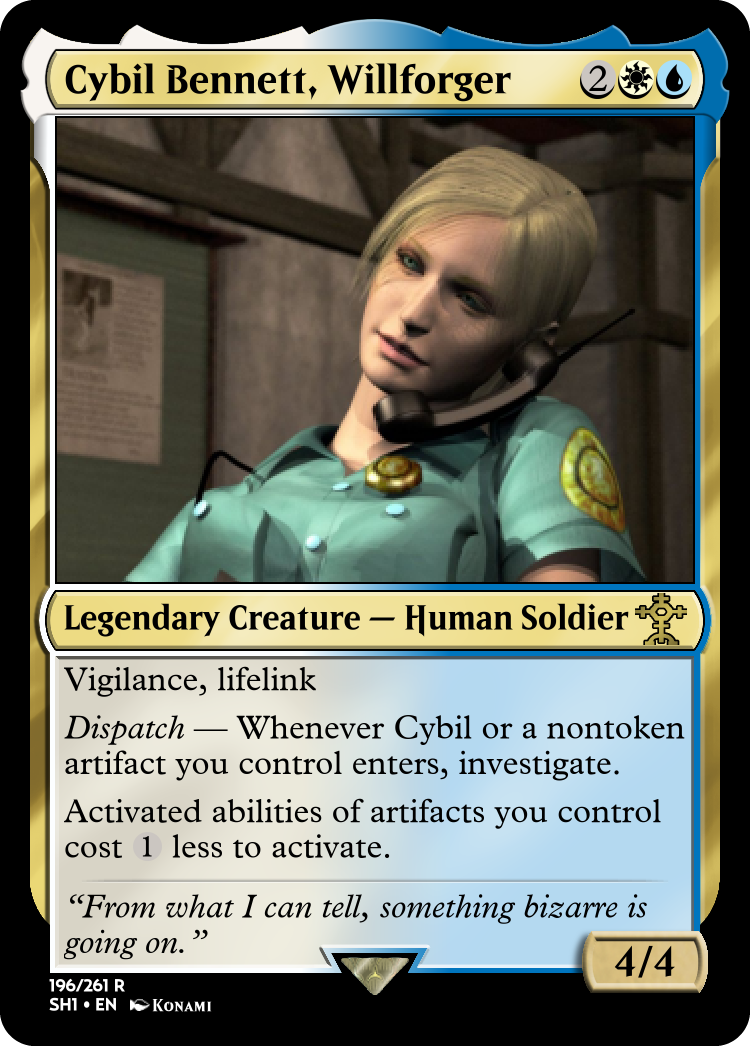 Cybil Bennett, Willforger 2
Legendary Creature — Human Soldier
Vigilance, lifelink
Dispatch — Whenever Cybil or a nontoken
artifact you control enters, investigate.
Activated abilities of artifacts you control
cost 1 less to activate.
“From what I can tell, something bizarre is
going on.”
4/4
196/261 R
SH1 • EN KONAMI